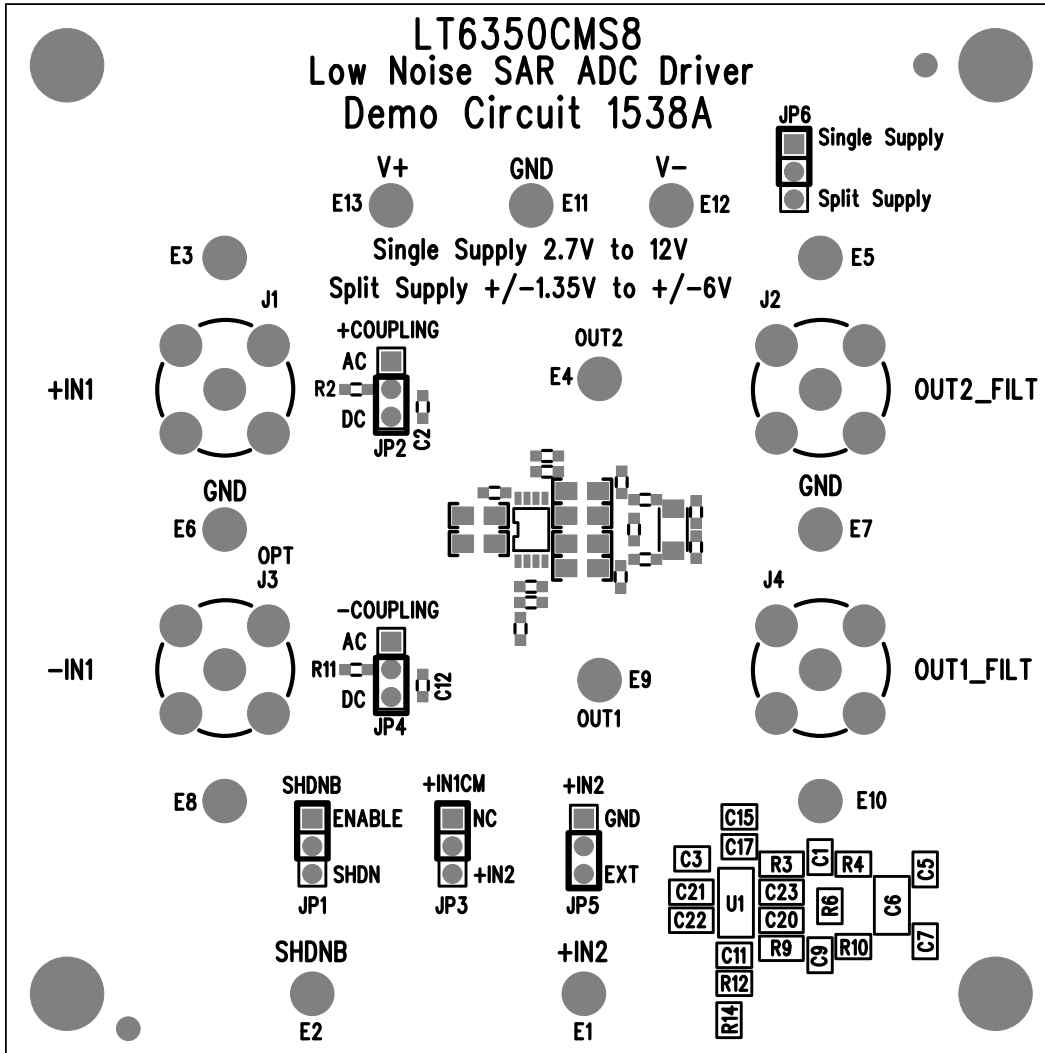 LT6350CMS8
Low Noise SAR ADC Driver
Demo Circuit 1538A
JP6
Single Supply
Split Supply
V+
GND
V-
E13
E11
E12
Single Supply 2.7V to 12V
Split Supply +/-1.35V to +/-6V
E3
E5
J1
J2
+COUPLING
AC
R2
DC
JP2
C2
OUT2
E4
+IN1
OUT2_FILT
GND
E6
GND
E7
OPT
J3
J4
-COUPLING
AC
R11
DC
JP4
C12
-IN1
E9
OUT1
OUT1_FILT
E8
E10
SHDNB
ENABLE
SHDN
JP1
+IN1CM
NC
+IN2
JP3
+IN2
GND
EXT
JP5
C15
C17
C3
R3
C1
R4
C5
C21
U1
C23
R6
C6
C22
C20
C7
C11
R9
C9
R10
R12
R14
SHDNB
E2
+IN2
E1